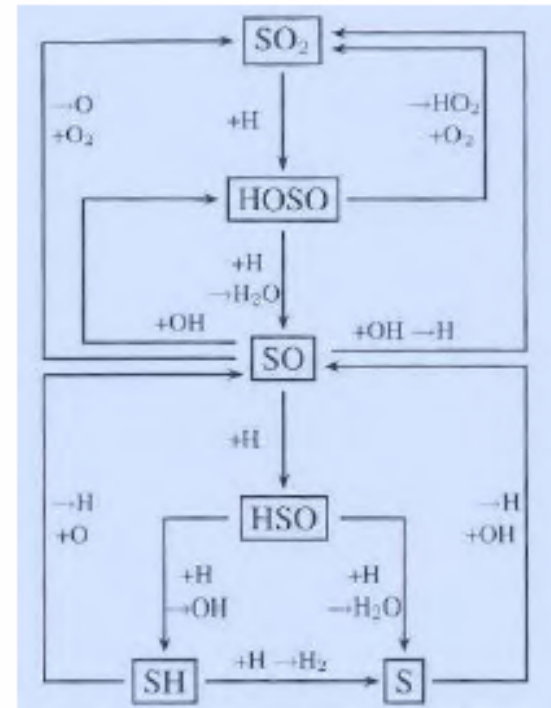 SO₂
→O
+O₂
+H
→HO₂
+O₂
HOSO
+H
→H₂O
+OH
+OH →H
SO
+H
→H
+O
→H
+OH
HSO
+H
→OH
+H
→H₂O
+H →H₂
SH
S